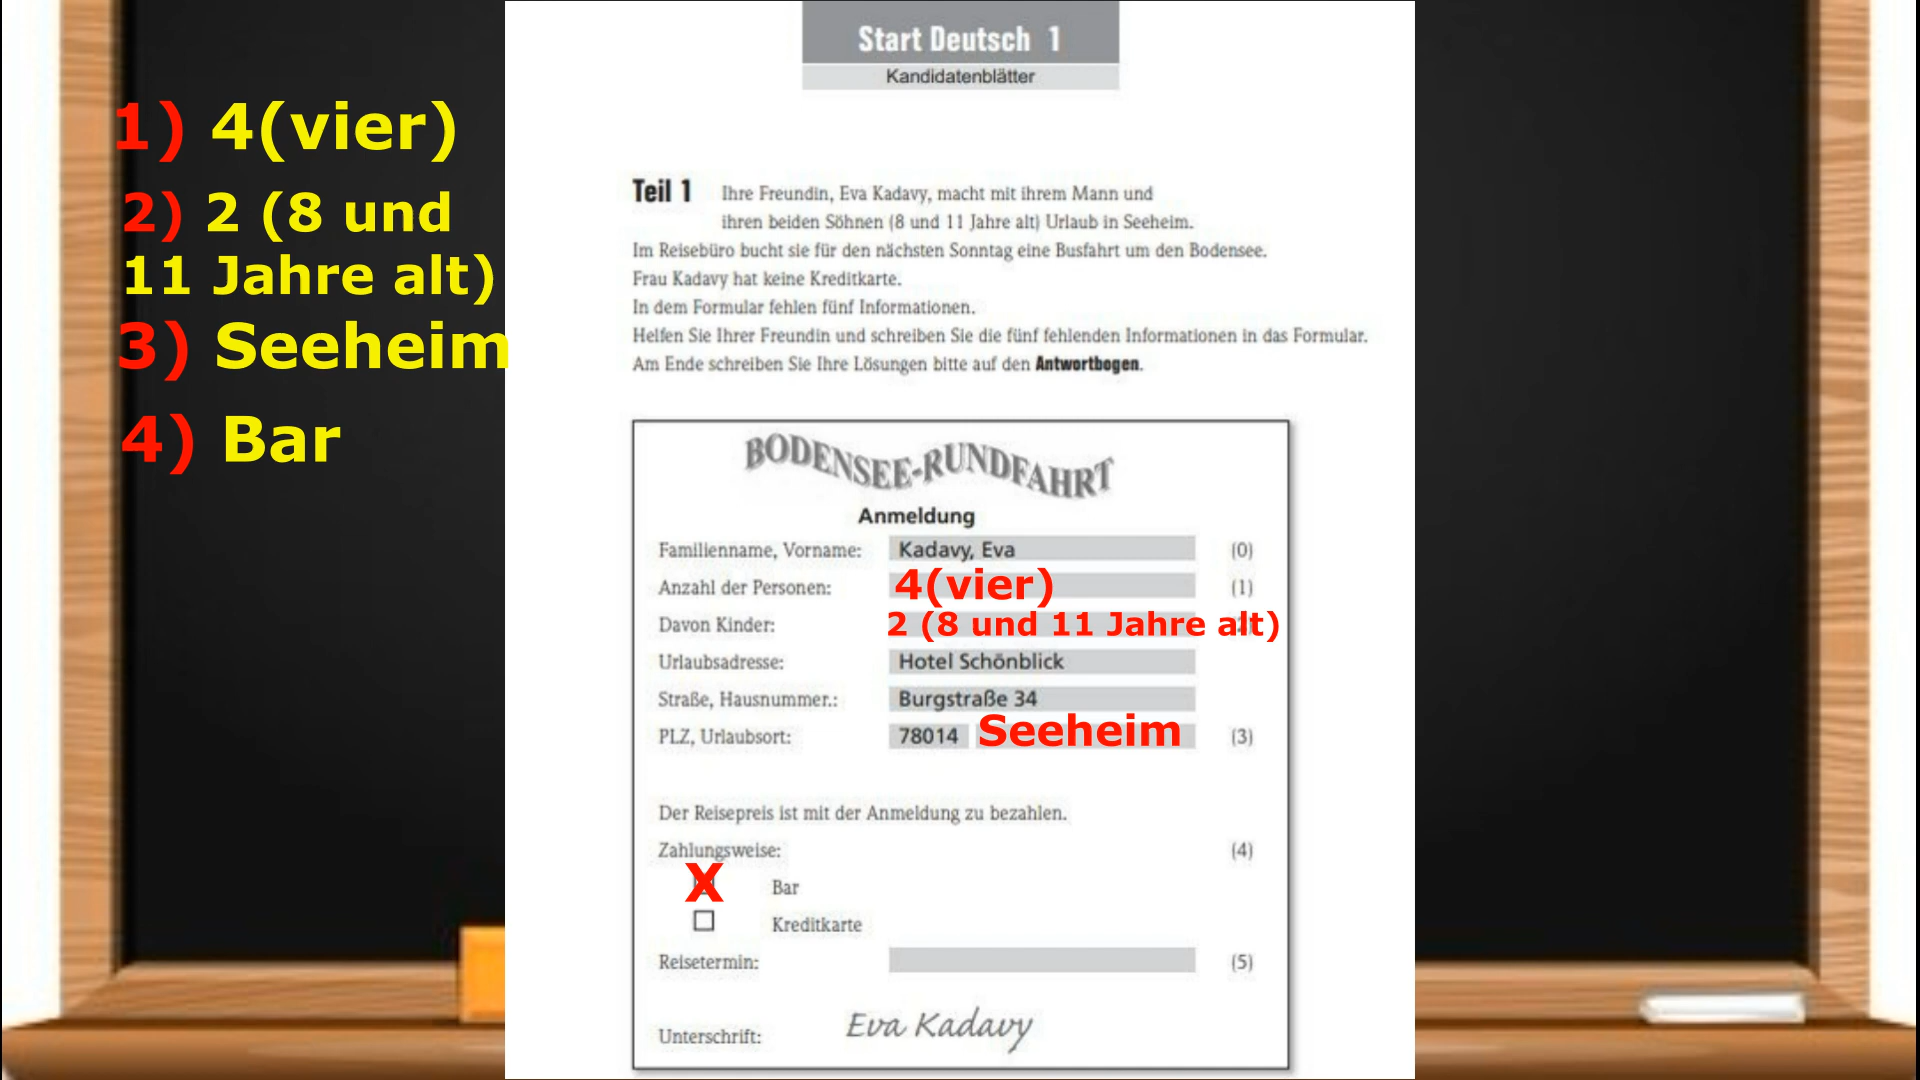 1) 4(vier)
2) 2 (8 und
11 Jahre alt)
3) Seeheim
4) Bar
Start Deutsch 1
Kandidatenblätter
Teil 1 Ihre Freundin, Eva Kadavy, macht mit ihrem Mann und
ihren beiden Söhnen (8 und 11 Jahre alt) Urlaub in Seeheim.
Im Reisebüro bucht sie für den nächsten Sonntag eine Busfahrt um den Bodensee.
Frau Kadavy hat keine Kreditkarte.
In dem Formular fehlen fünf Informationen.
Helfen Sie Ihrer Freundin und schreiben Sie die fünf fehlenden Informationen in das Formular.
Am Ende schreiben Sie Ihre Lösungen bitte auf den Antwortbogen.
BODENSEE-RUNDFAHRT
Anmeldung
Familienname, Vorname: Kadavy, Eva (0)
Anzahl der Personen: 4(vier) (1)
Davon Kinder: 2 (8 und 11 Jahre alt)
Urlaubsadresse: Hotel Schönblick
Straße, Hausnummer.: Burgstraße 34
PLZ, Urlaubsort: 78014 Seeheim (3)
Der Reisepreis ist mit der Anmeldung zu bezahlen.
Zahlungsweise: (4)
X Bar
Kreditkarte
Reisetermin: (5)
Unterschrift: Eva Kadavy